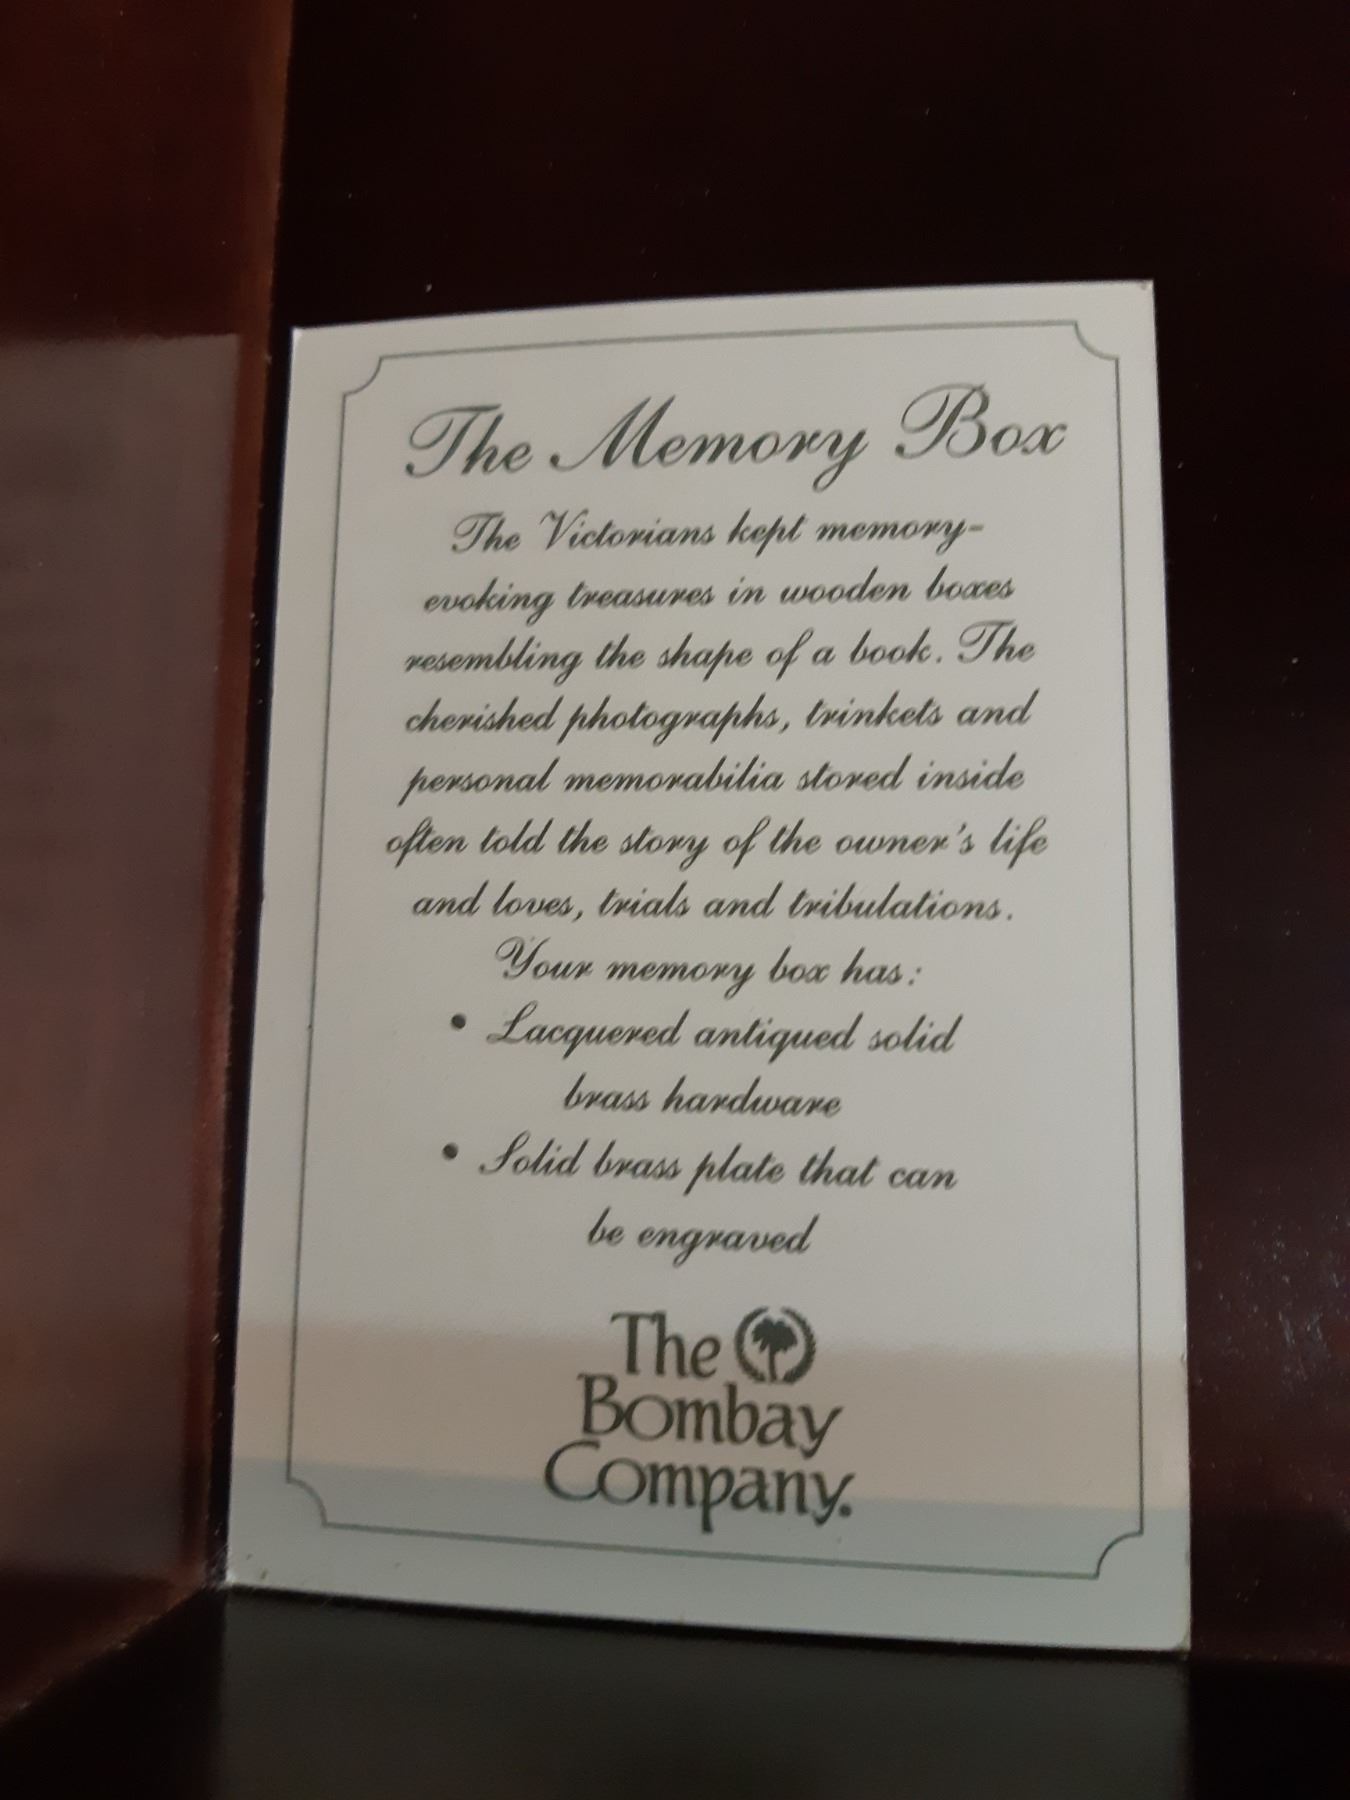 The Memory Box
The Victorians kept memory-
evoking treasures in wooden boxes
resembling the shape of a book. The
cherished photographs, trinkets and
personal memorabilia stored inside
often told the story of the owner's life
and loves, trials and tribulations.
Your memory box has:
• Lacquered antiqued solid
brass hardware
• Solid brass plate that can
be engraved
The
Bombay
Company.